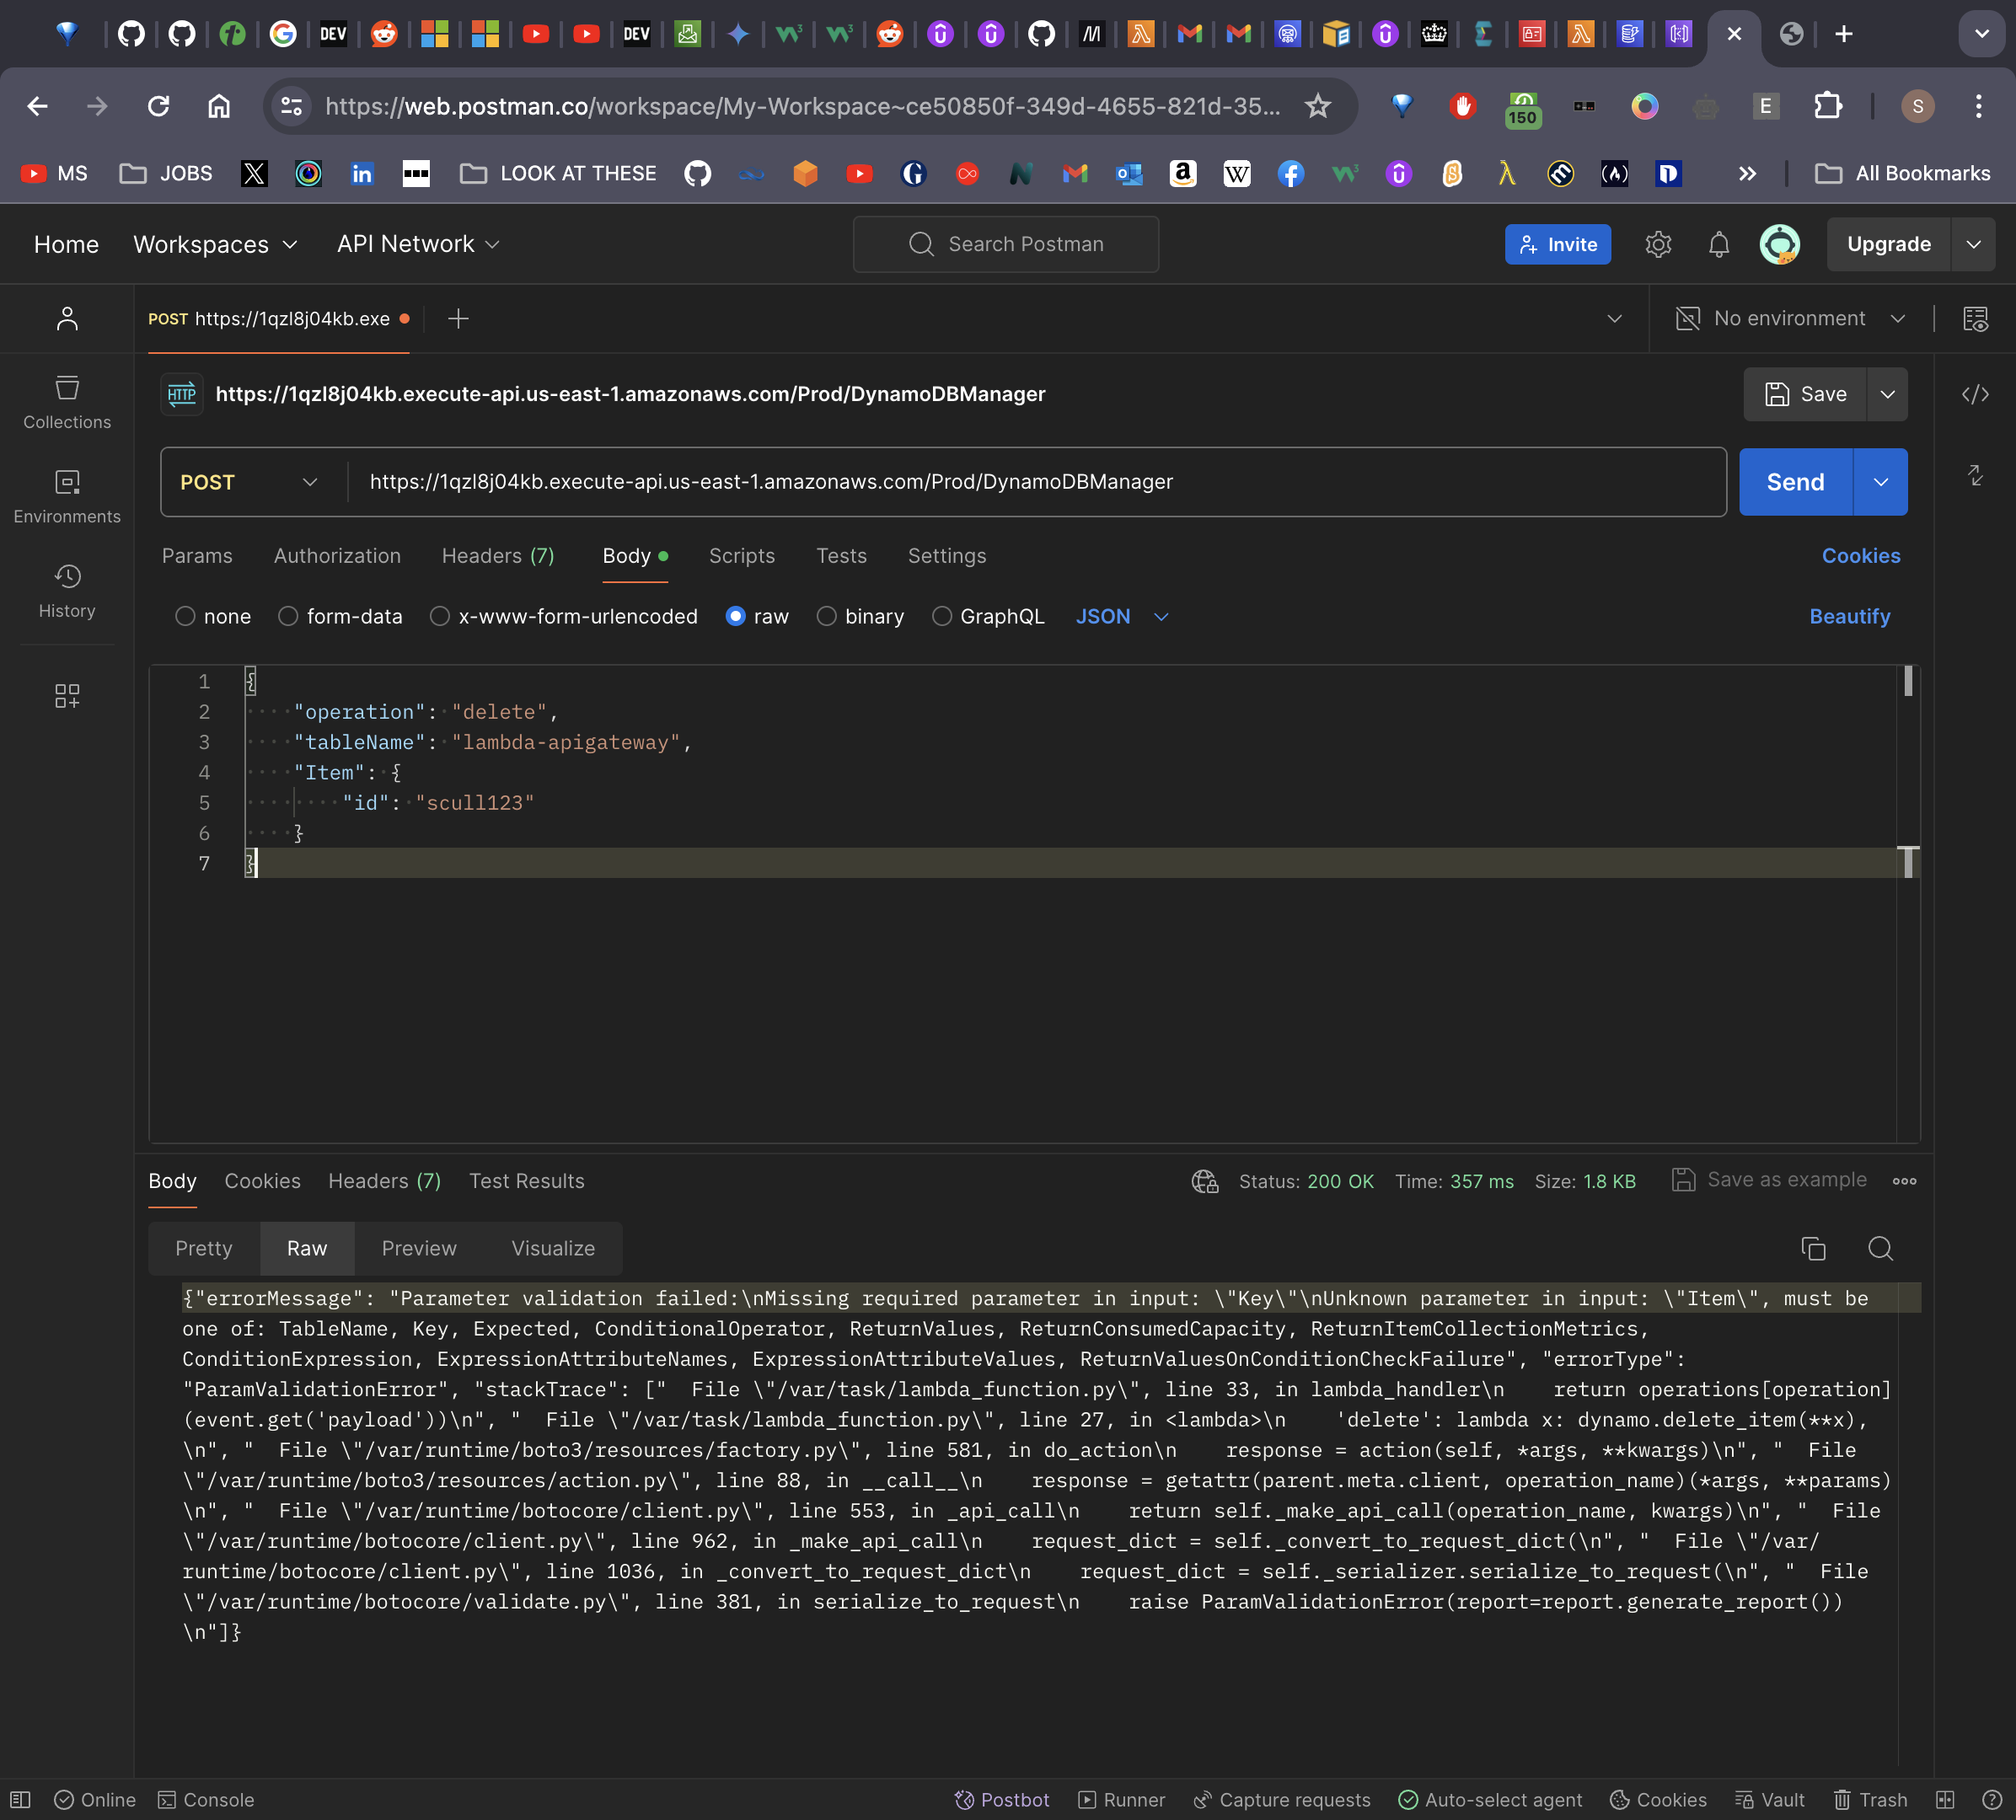 DEV
DEV
https://web.postman.co/workspace/My-Workspace~ce50850f-349d-4655-821d-35...
150
E
S
MS
JOBS
LOOK AT THESE
All Bookmarks
Home
Workspaces
API Network
Search Postman
Invite
Upgrade
POST https://1qzl8j04kb.exe
No environment
HTTP
https://1qzl8j04kb.execute-api.us-east-1.amazonaws.com/Prod/DynamoDBManager
Save
Collections
Environments
History
POST
https://1qzl8j04kb.execute-api.us-east-1.amazonaws.com/Prod/DynamoDBManager
Send
Params
Authorization
Headers (7)
Body
Scripts
Tests
Settings
Cookies
none
form-data
x-www-form-urlencoded
raw
binary
GraphQL
JSON
Beautify
1 {
2 "operation": "delete",
3 "tableName": "lambda-apigateway",
4 "Item": {
5 "id": "scull123"
6 }
7 }
Body
Cookies
Headers (7)
Test Results
Status: 200 OK
Time: 357 ms
Size: 1.8 KB
Save as example
Pretty
Raw
Preview
Visualize
{"errorMessage": "Parameter validation failed:\nMissing required parameter in input: \"Key\"\nUnknown parameter in input: \"Item\", must be
one of: TableName, Key, Expected, ConditionalOperator, ReturnValues, ReturnConsumedCapacity, ReturnItemCollectionMetrics,
ConditionExpression, ExpressionAttributeNames, ExpressionAttributeValues, ReturnValuesOnConditionCheckFailure", "errorType":
"ParamValidationError", "stackTrace": ["  File \"/var/task/lambda_function.py\", line 33, in lambda_handler\n    return operations[operation]
(event.get('payload'))\n", "  File \"/var/task/lambda_function.py\", line 27, in <lambda>\n    'delete': lambda x: dynamo.delete_item(**x),
\n", "  File \"/var/runtime/boto3/resources/factory.py\", line 581, in do_action\n    response = action(self, *args, **kwargs)\n", "  File
\"/var/runtime/boto3/resources/action.py\", line 88, in __call__\n    response = getattr(parent.meta.client, operation_name)(*args, **params)
\n", "  File \"/var/runtime/botocore/client.py\", line 553, in _api_call\n    return self._make_api_call(operation_name, kwargs)\n", "  File
\"/var/runtime/botocore/client.py\", line 962, in _make_api_call\n    request_dict = self._convert_to_request_dict(\n", "  File \"/var/
runtime/botocore/client.py\", line 1036, in _convert_to_request_dict\n    request_dict = self._serializer.serialize_to_request(\n", "  File
\"/var/runtime/botocore/validate.py\", line 381, in serialize_to_request\n    raise ParamValidationError(report=report.generate_report())
\n"]}
Online
Console
Postbot
Runner
Capture requests
Auto-select agent
Cookies
Vault
Trash